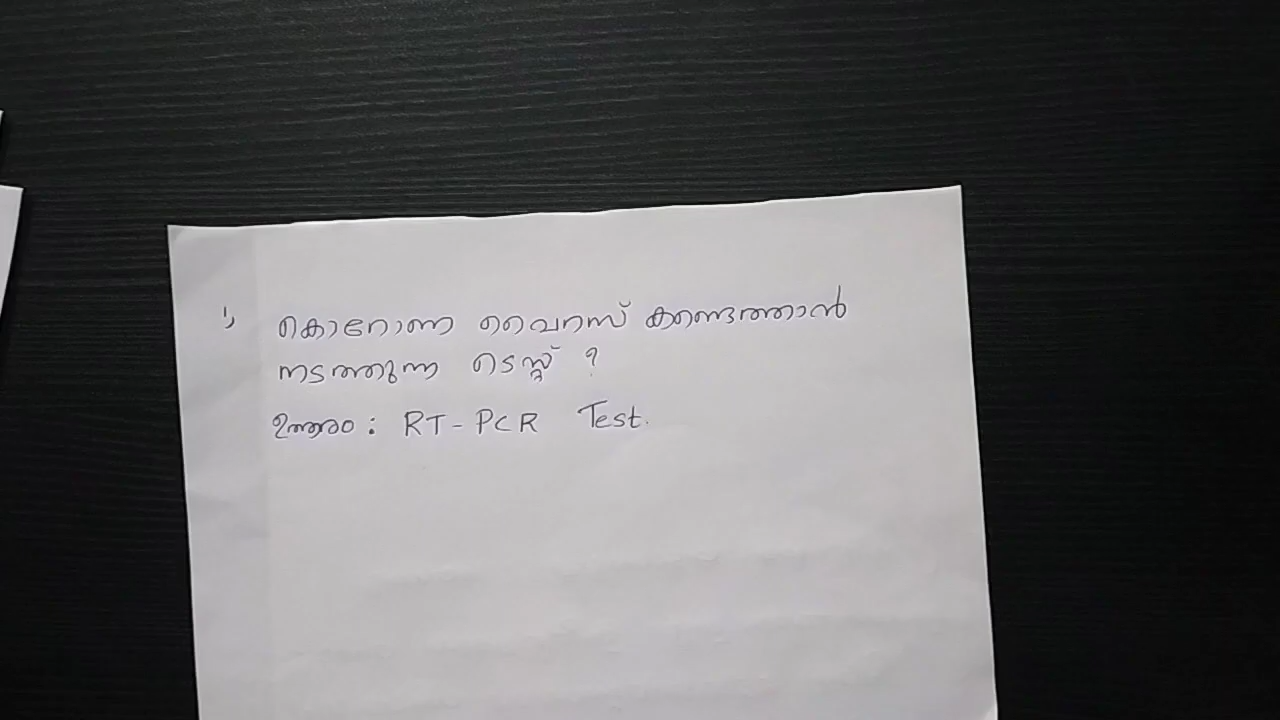 1, കൊറോണ വൈറസ് കണ്ടെത്താൻ
നടത്തുന്ന ടെസ്റ്റ് ?
ഉത്തരം : RT - PCR Test.